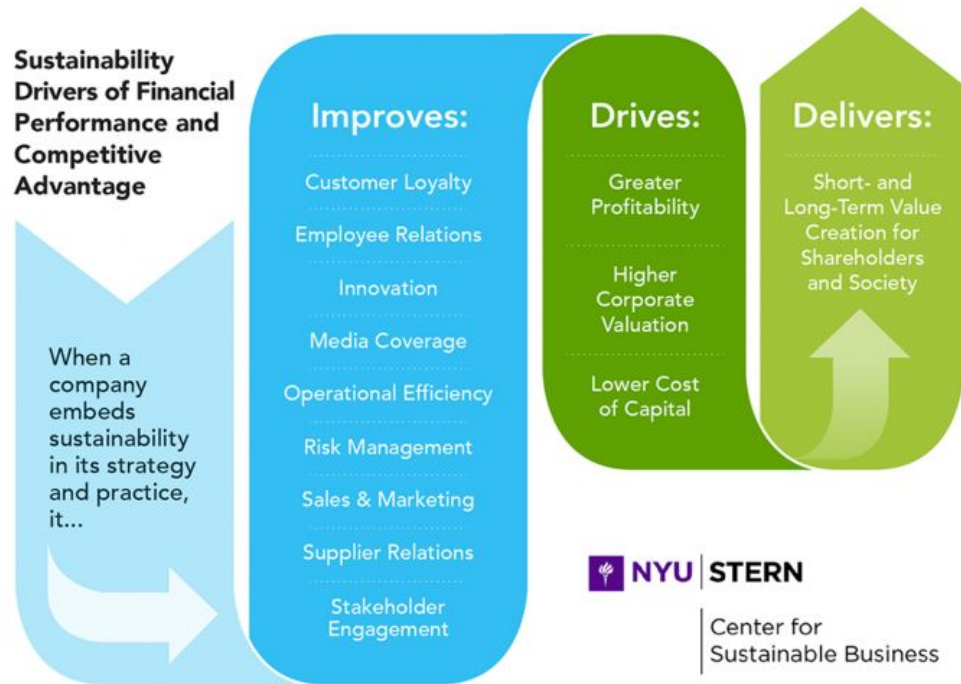 Sustainability
Drivers of Financial
Performance and
Competitive
Advantage
When a
company
embeds
sustainability
in its strategy
and practice,
it...
Improves:
Customer Loyalty
Employee Relations
Innovation
Media Coverage
Operational Efficiency
Risk Management
Sales & Marketing
Supplier Relations
Stakeholder
Engagement
Drives:
Greater
Profitability
Higher
Corporate
Valuation
Lower Cost
of Capital
Delivers:
Short- and
Long-Term Value
Creation for
Shareholders
and Society
NYU STERN
Center for
Sustainable Business